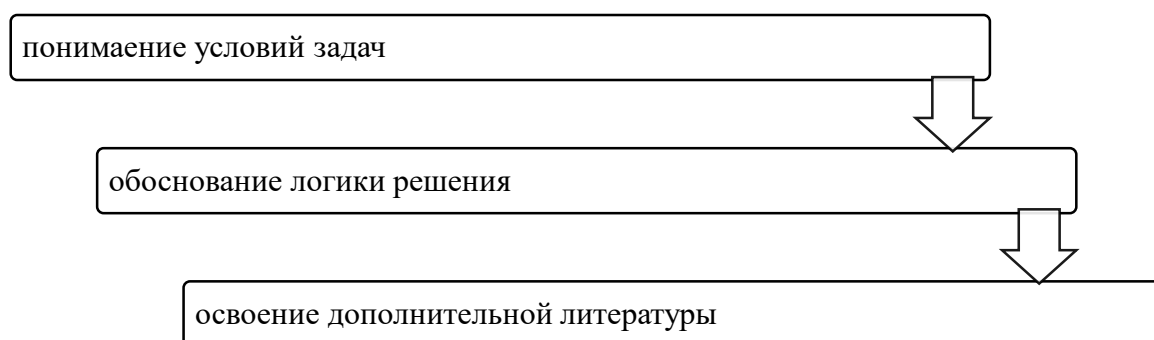 понимаение условий задач
обоснование логики решения
освоение дополнительной литературы